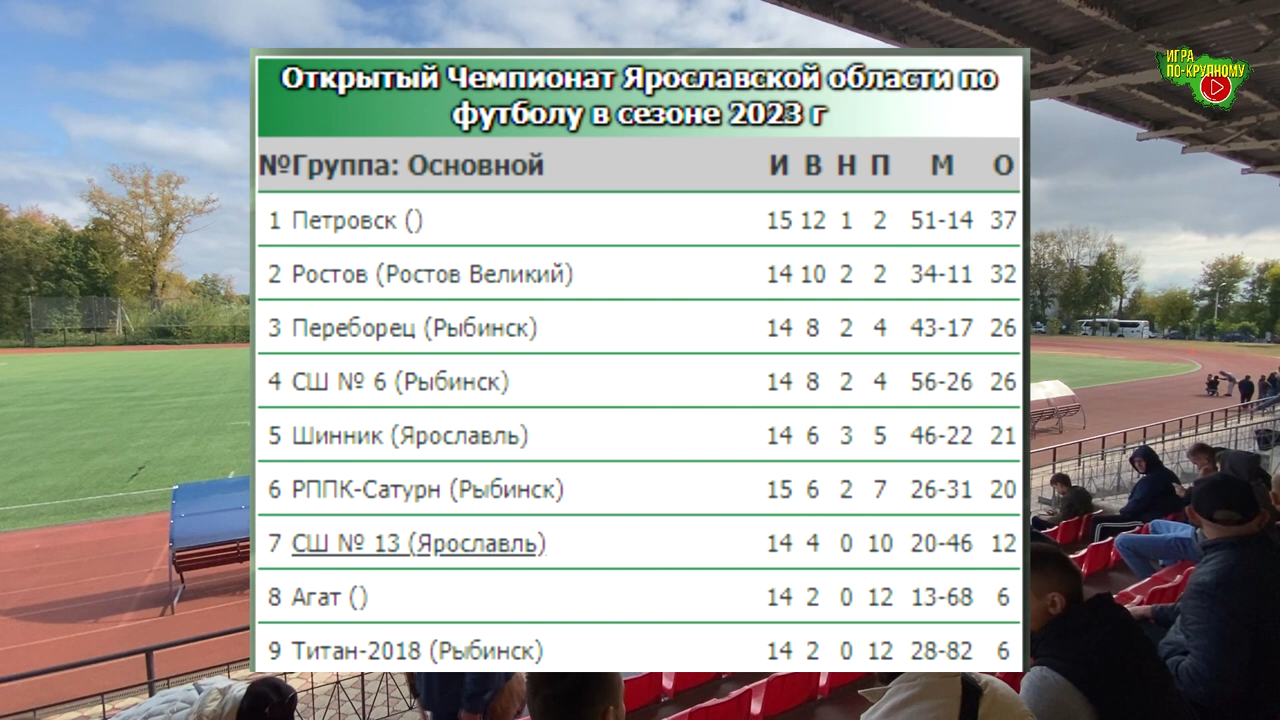 ИГРА
ПО-КРУПНОМУ
Открытый Чемпионат Ярославской области по
футболу в сезоне 2023 г
№ Группа: Основной И В Н П М О
1 Петровск () 15 12 1 2 51-14 37
2 Ростов (Ростов Великий) 14 10 2 2 34-11 32
3 Переборец (Рыбинск) 14 8 2 4 43-17 26
4 СШ № 6 (Рыбинск) 14 8 2 4 56-26 26
5 Шинник (Ярославль) 14 6 3 5 46-22 21
6 РППК-Сатурн (Рыбинск) 15 6 2 7 26-31 20
7 СШ № 13 (Ярославль) 14 4 0 10 20-46 12
8 Агат () 14 2 0 12 13-68 6
9 Титан-2018 (Рыбинск) 14 2 0 12 28-82 6